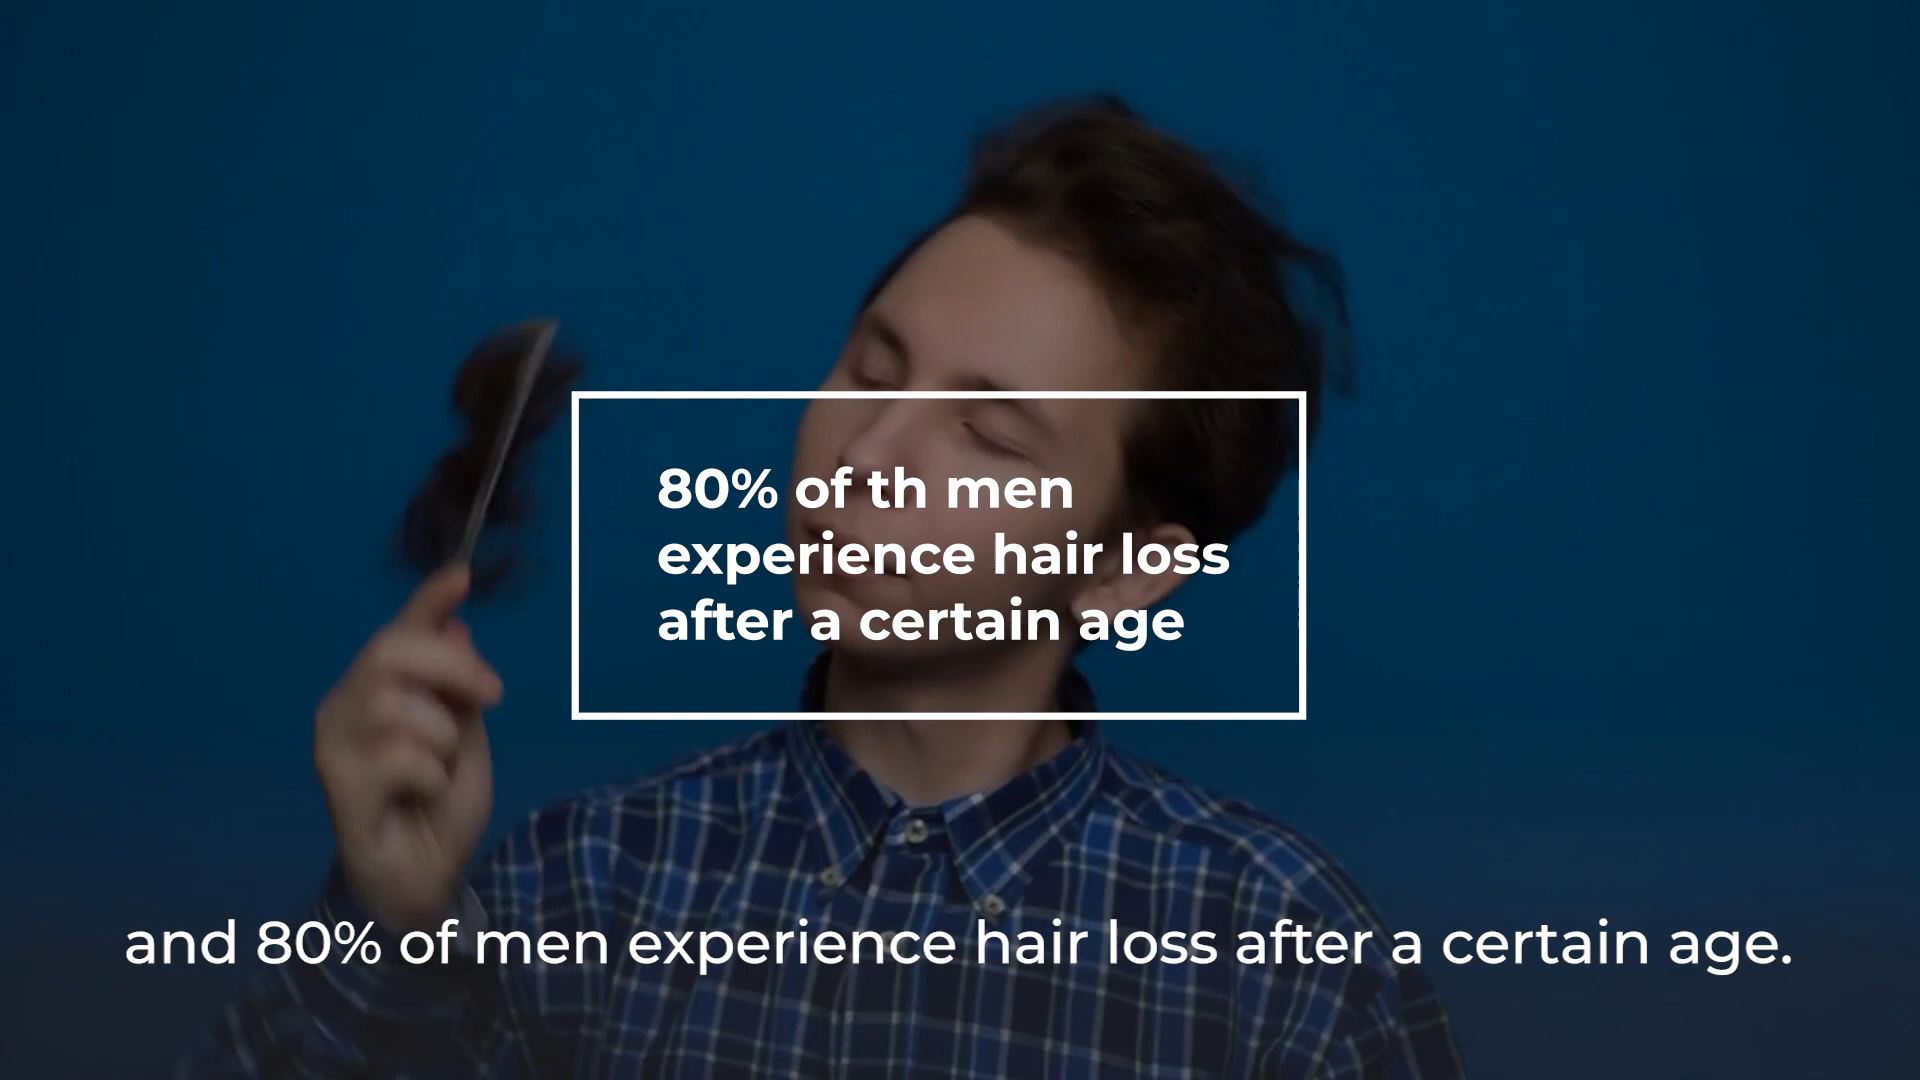 80% of th men
experience hair loss
after a certain age
and 80% of men experience hair loss after a certain age.